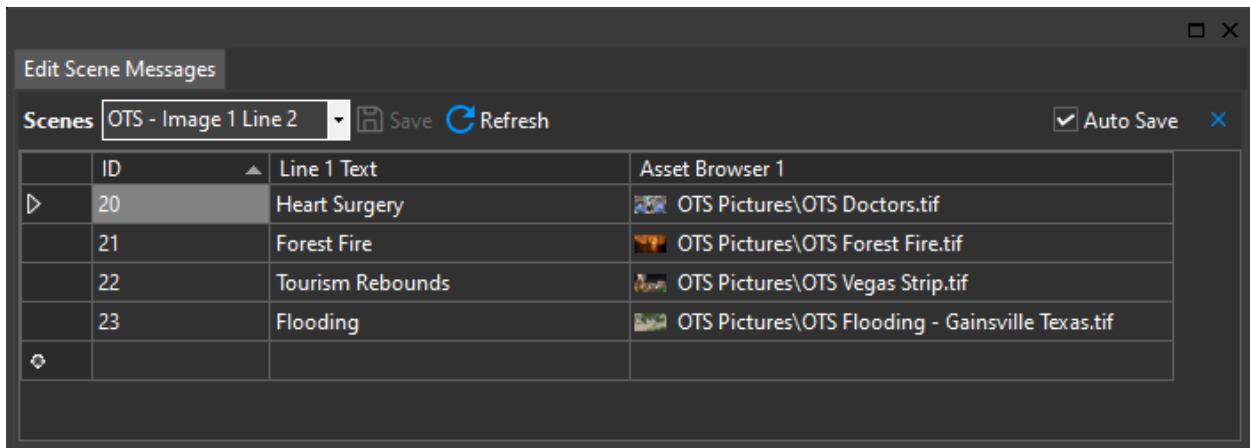 Edit Scene Messages
Scenes OTS - Image 1 Line 2 Save Refresh Auto Save
ID Line 1 Text Asset Browser 1
20 Heart Surgery OTS Pictures\OTS Doctors.tif
21 Forest Fire OTS Pictures\OTS Forest Fire.tif
22 Tourism Rebounds OTS Pictures\OTS Vegas Strip.tif
23 Flooding OTS Pictures\OTS Flooding - Gainsville Texas.tif